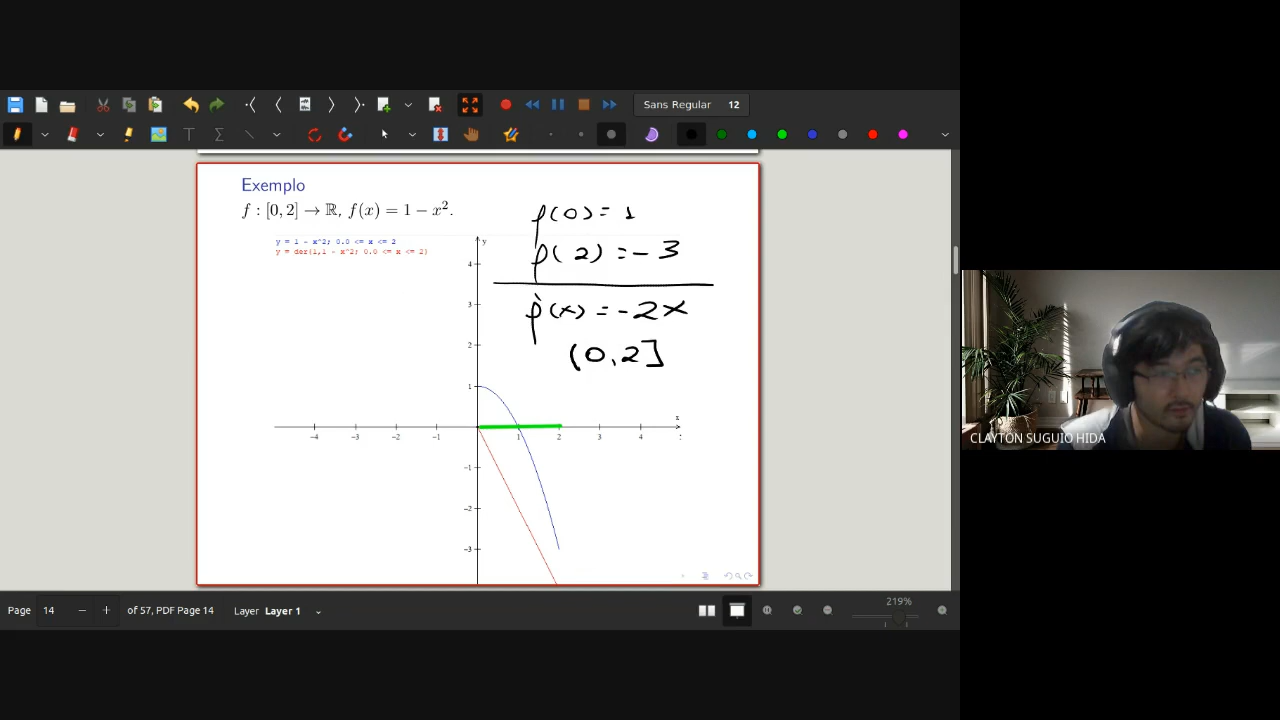 Sans Regular 12
Exemplo
f : [0, 2] → ℝ, f(x) = 1 − x².
y = 1 - x^2; 0.0 <= x <= 2
y = der(1,1 - x^2; 0.0 <= x <= 2)
f(0) = 1
f(2) = -3
f'(x) = -2x
(0,2]
y
4
3
2
1
x
−4 −3 −2 −1 1 2 3 4
−1
−2
−3
CLAYTON SUGUIO HIDA
Page 14 − + of 57, PDF Page 14 Layer Layer 1 219%